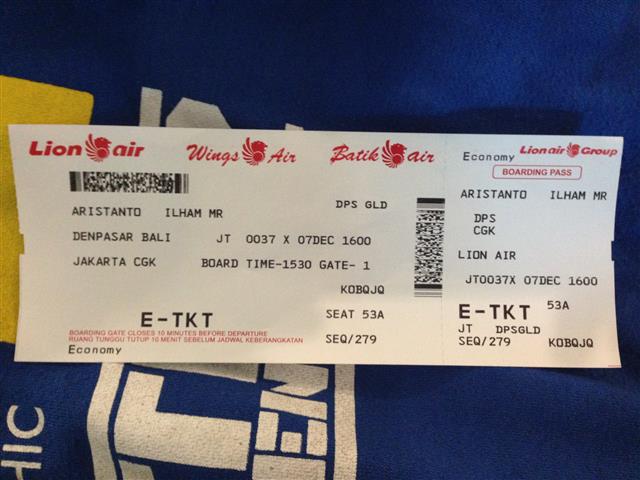 Lion air Wings Air Batik air
DPS GLD
ARISTANTO ILHAM MR
DENPASAR BALI JT 0037 X 07DEC 1600
JAKARTA CGK BOARD TIME-1530 GATE- 1
KOBQJQ
E-TKT SEAT 53A
BOARDING GATE CLOSES 10 MINUTES BEFORE DEPARTURE
RUANG TUNGGU TUTUP 10 MENIT SEBELUM JADWAL KEBERANGKATAN
SEQ/279
Economy
Economy Lion air Group
BOARDING PASS
ARISTANTO ILHAM MR
DPS
CGK
LION AIR
JT0037X 07DEC 1600
E-TKT 53A
JT DPSGLD
SEQ/279 KOBQJQ
HIC